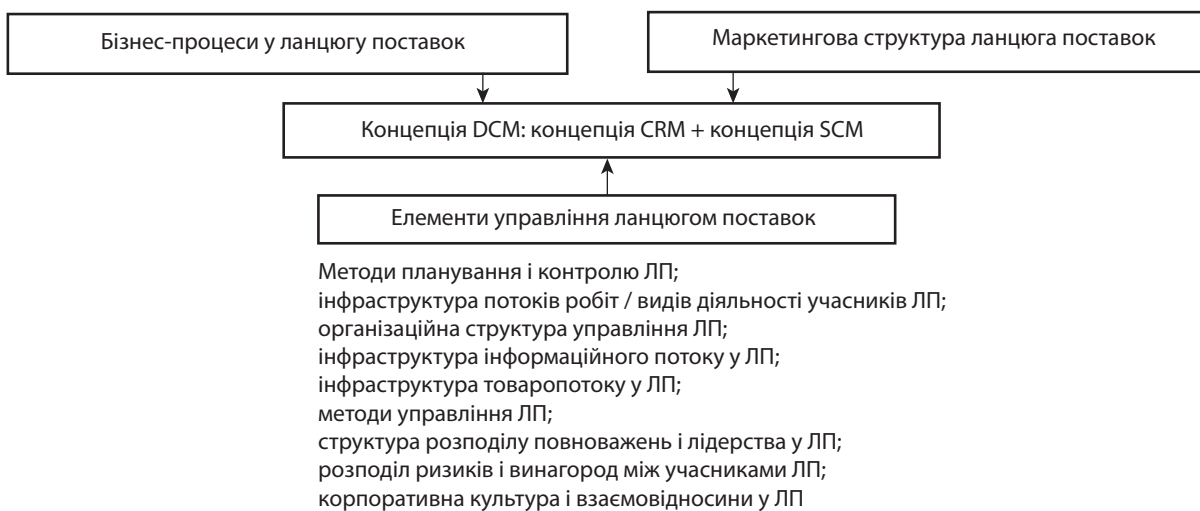 Бізнес-процеси у ланцюгу поставок
Маркетингова структура ланцюга поставок
Концепція DCM: концепція CRM + концепція SCM
Елементи управління ланцюгом поставок
Методи планування і контролю ЛП;
інфраструктура потоків робіт / видів діяльності учасників ЛП;
організаційна структура управління ЛП;
інфраструктура інформаційного потоку у ЛП;
інфраструктура товаропотоку у ЛП;
методи управління ЛП;
структура розподілу повноважень і лідерства у ЛП;
розподіл ризиків і винагород між учасниками ЛП;
корпоративна культура і взаємовідносини у ЛП